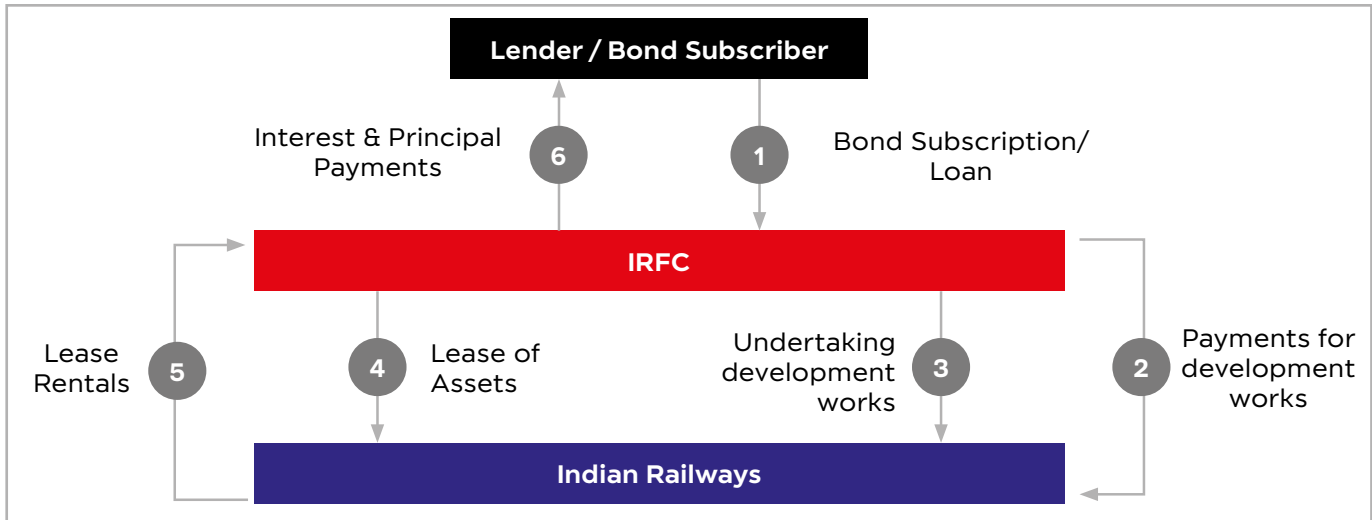 Lender / Bond Subscriber
Interest & Principal
Payments
6
1
Bond Subscription/
Loan
IRFC
Lease
Rentals
5
4
Lease of
Assets
Undertaking
development
works
3
2
Payments for
development
works
Indian Railways